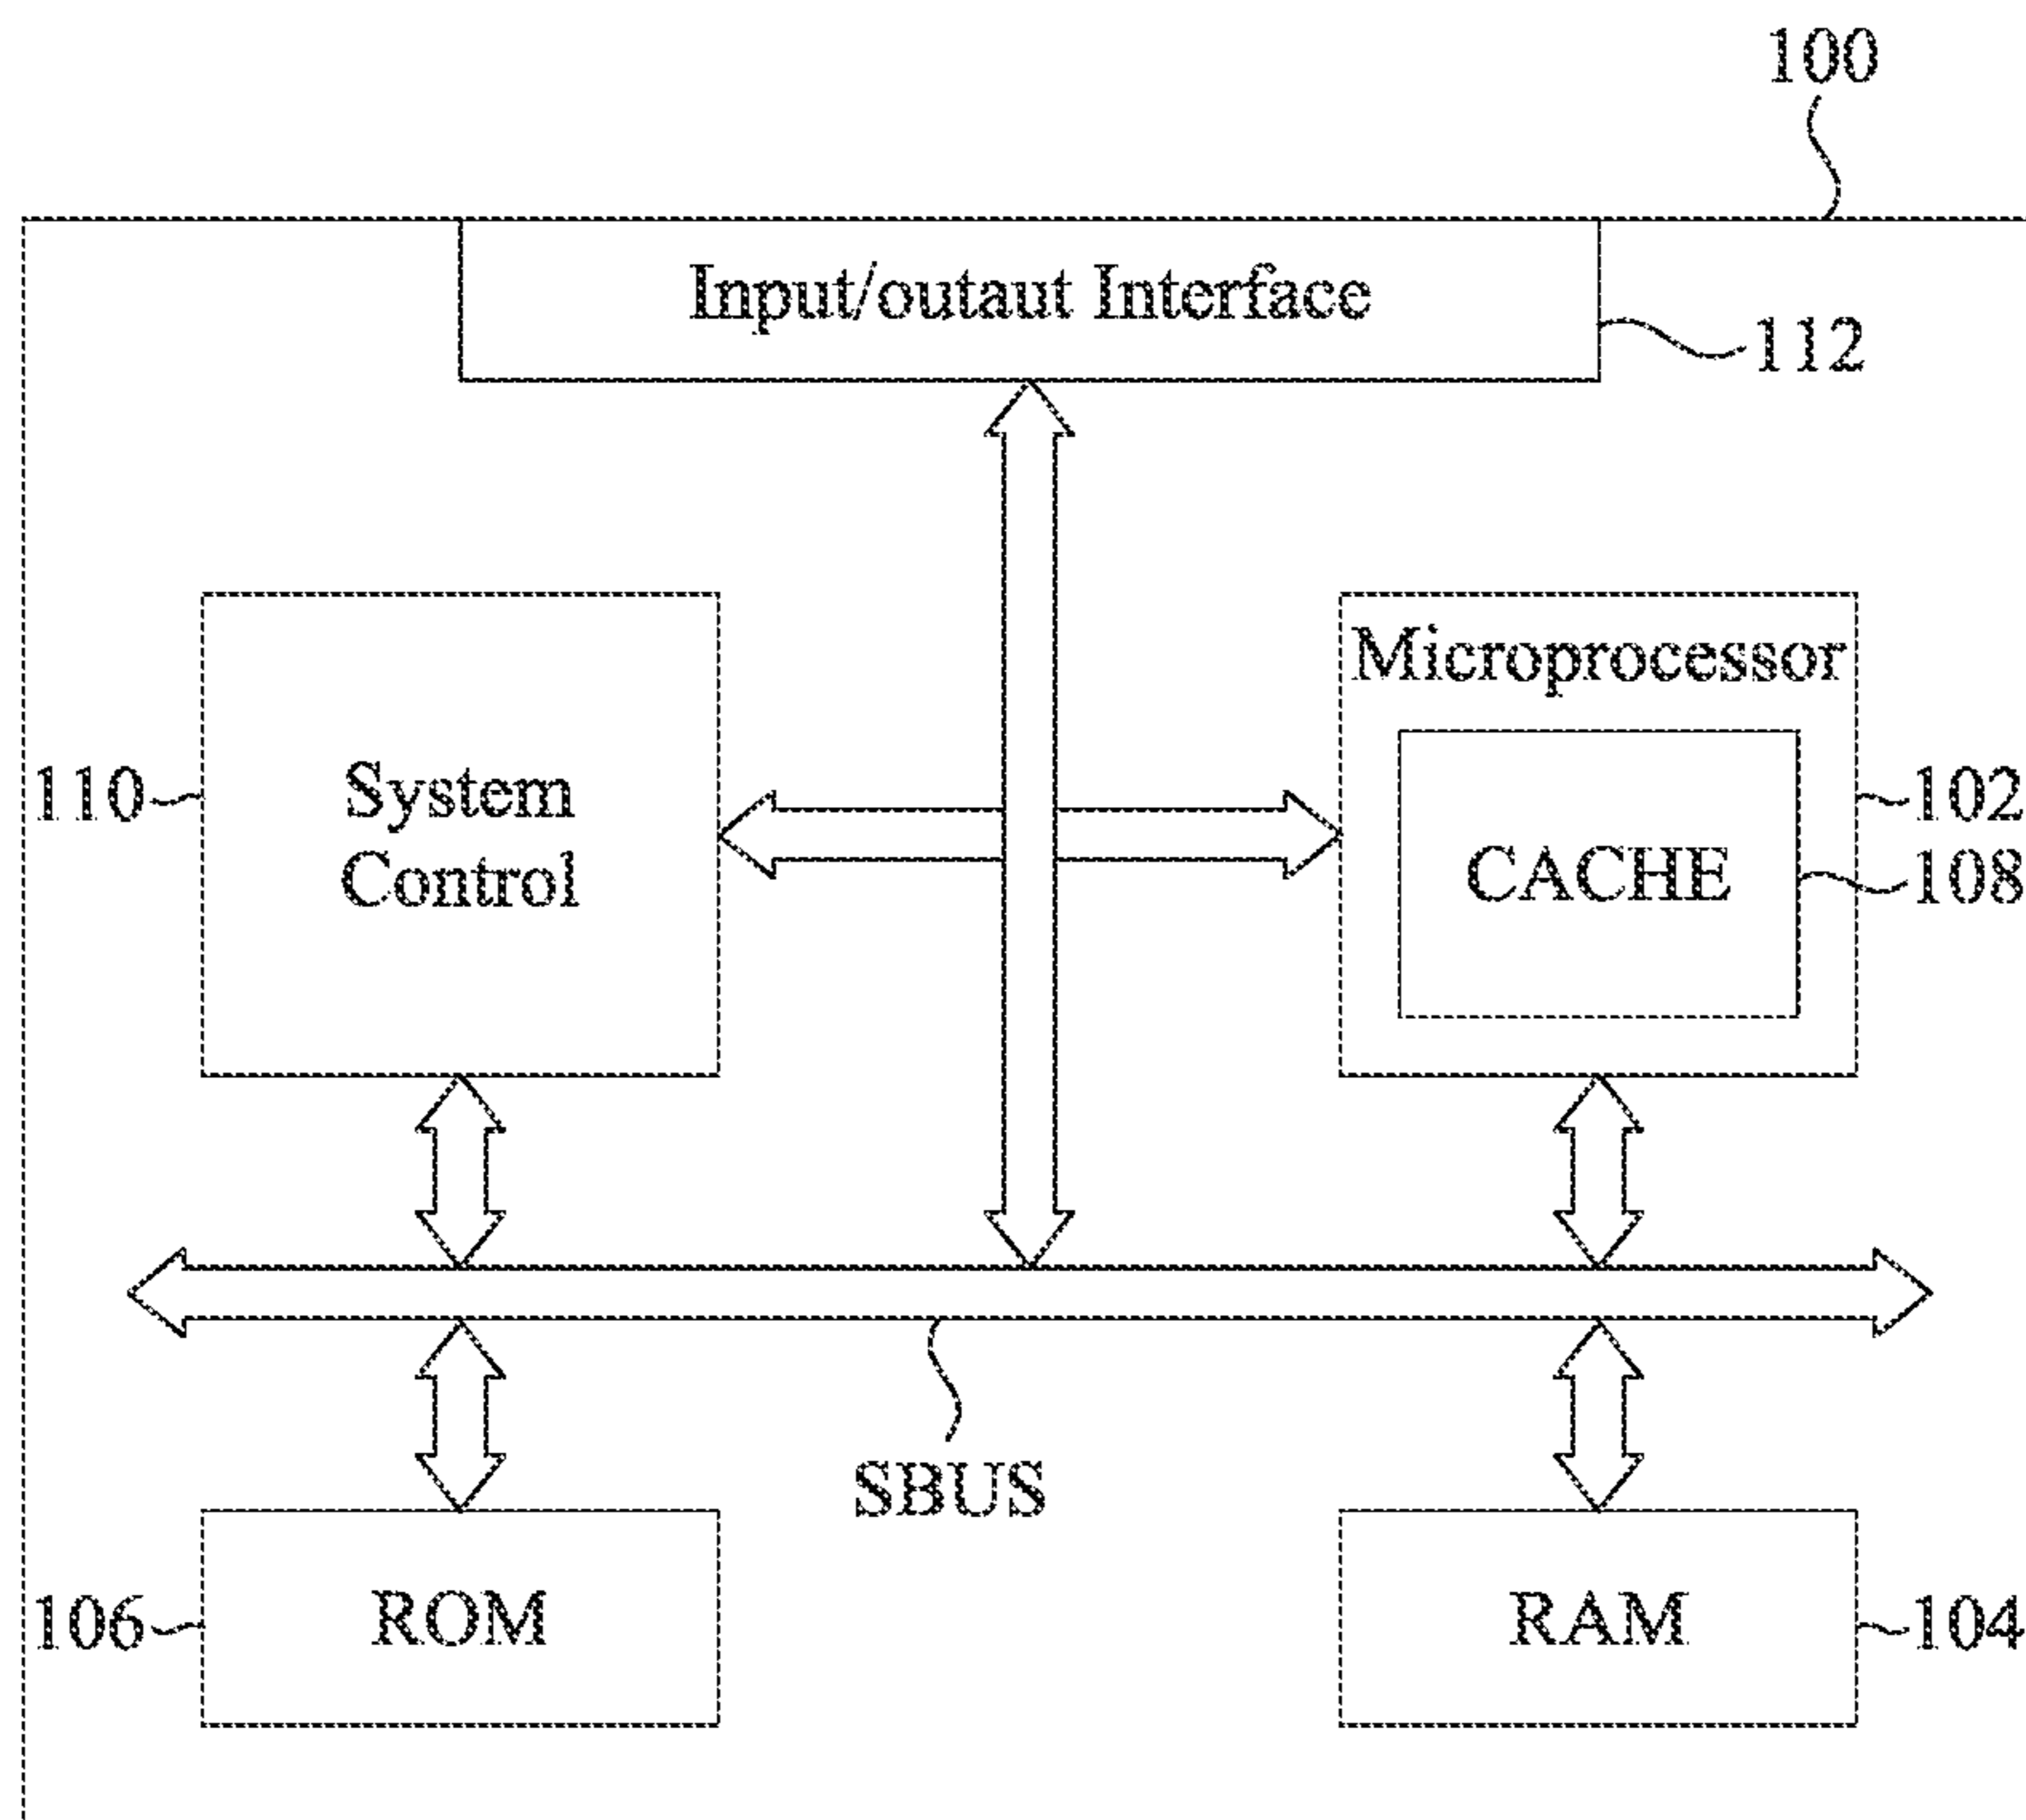 100
Input/outaut Interface
112
Microprocessor
110
System
Control
102
CACHE
108
SBUS
106
ROM
RAM
104